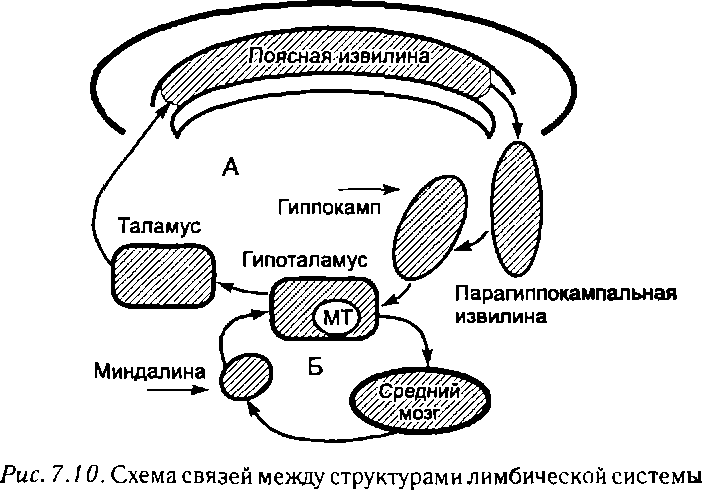 Поясная извилина
А
Гиппокамп
Таламус
Гипоталамус
Парагиппокампальная
извилина
МТ
Б
Миндалина
Средний
мозг
Рис. 7.10. Схема связей между структурами лимбической системы